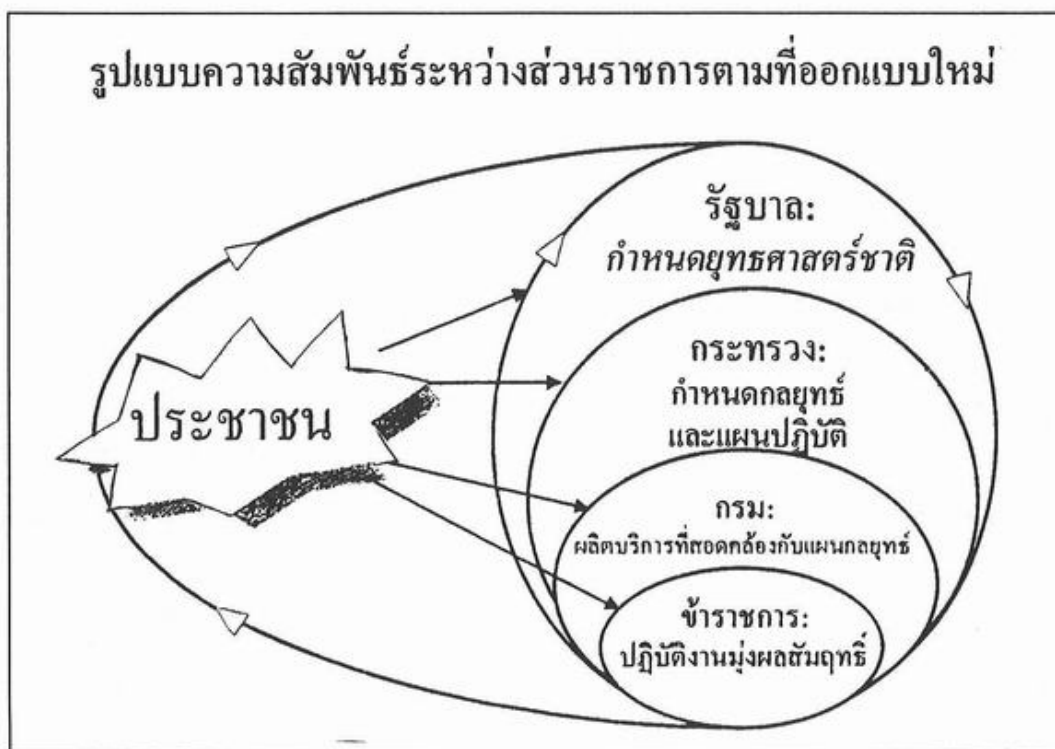 รูปแบบความสัมพันธ์ระหว่างส่วนราชการตามที่ออกแบบใหม่
รัฐบาล:
กำหนดยุทธศาสตร์ชาติ
กระทรวง:
กำหนดกลยุทธ์
และแผนปฏิบัติ
ประชาชน
กรม:
ผลิตบริการที่สอดคล้องกับแผนกลยุทธ์
ข้าราชการ:
ปฏิบัติงานมุ่งผลสัมฤทธิ์